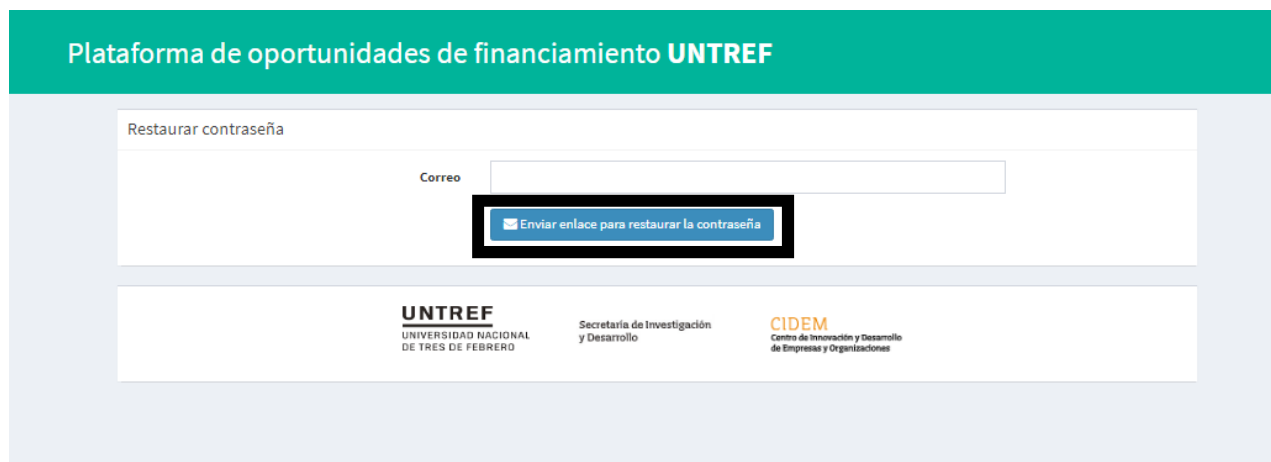 Plataforma de oportunidades de financiamiento UNTREF
Restaurar contraseña
Correo
Enviar enlace para restaurar la contraseña
UNTREF
UNIVERSIDAD NACIONAL
DE TRES DE FEBRERO
Secretaría de Investigación
y Desarrollo
CIDEM
Centro de Innovación y Desarrollo
de Empresas y Organizaciones